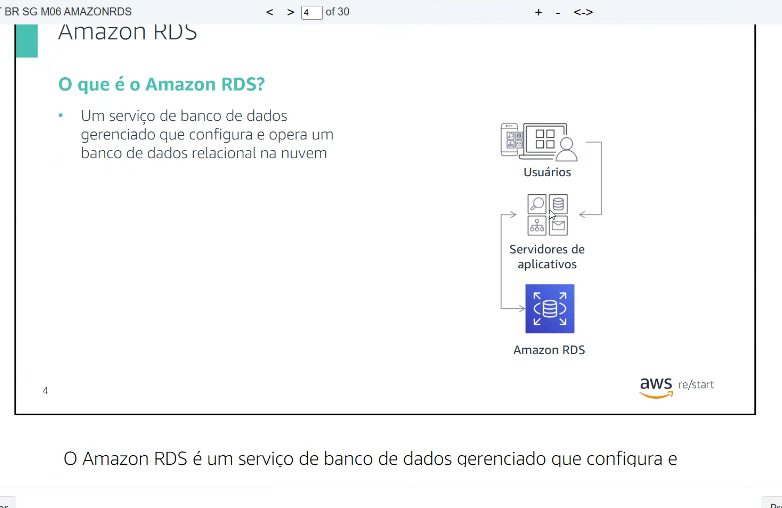 BR SG M06 AMAZONRDS < > 4 of 30 + - <->
Amazon RDS
O que é o Amazon RDS?
• Um serviço de banco de dados
gerenciado que configura e opera um
banco de dados relacional na nuvem
Usuários
Servidores de
aplicativos
Amazon RDS
4
aws re/start
O Amazon RDS é um serviço de banco de dados gerenciado que configura e